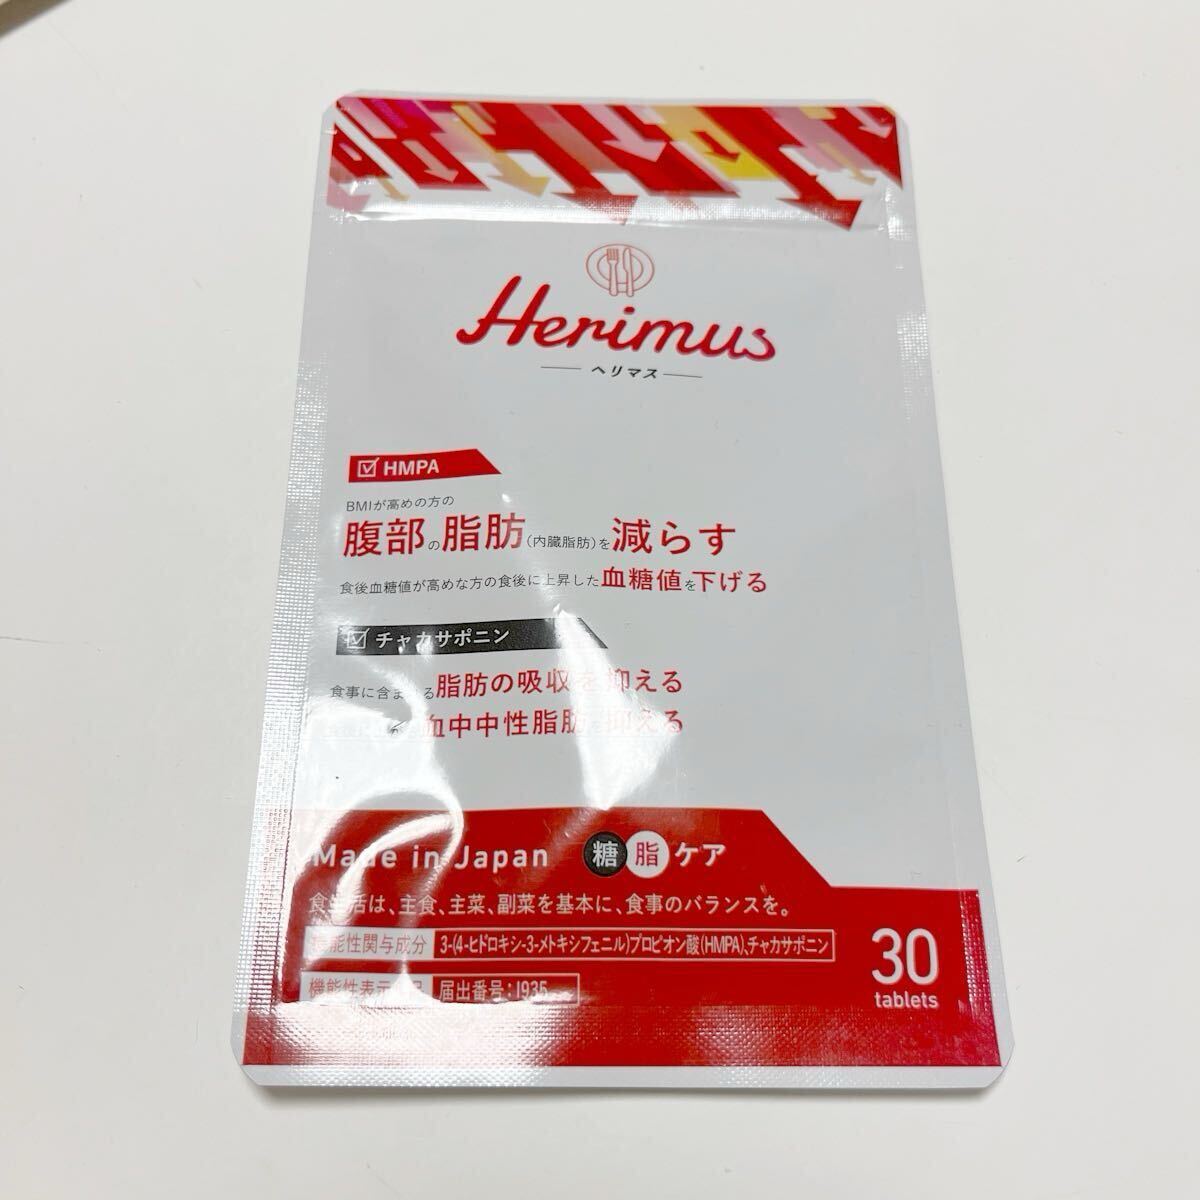 Herimus
ヘリマス
HMPA
BMIが高めの方の
腹部の脂肪(内臓脂肪)を減らす
食後血糖値が高めな方の食後に上昇した血糖値を下げる
チャカサポニン
食事に含まれる脂肪の吸収を抑える
血中中性脂肪を抑える
Made in Japan
糖脂ケア
食生活は、主食、主菜、副菜を基本に、食事のバランスを。
機能性関与成分 3-(4-ヒドロキシ-3-メトキシフェニル)プロピオン酸(HMPA)、チャカサポニン
機能性表示食品 届出番号:I935
30
tablets